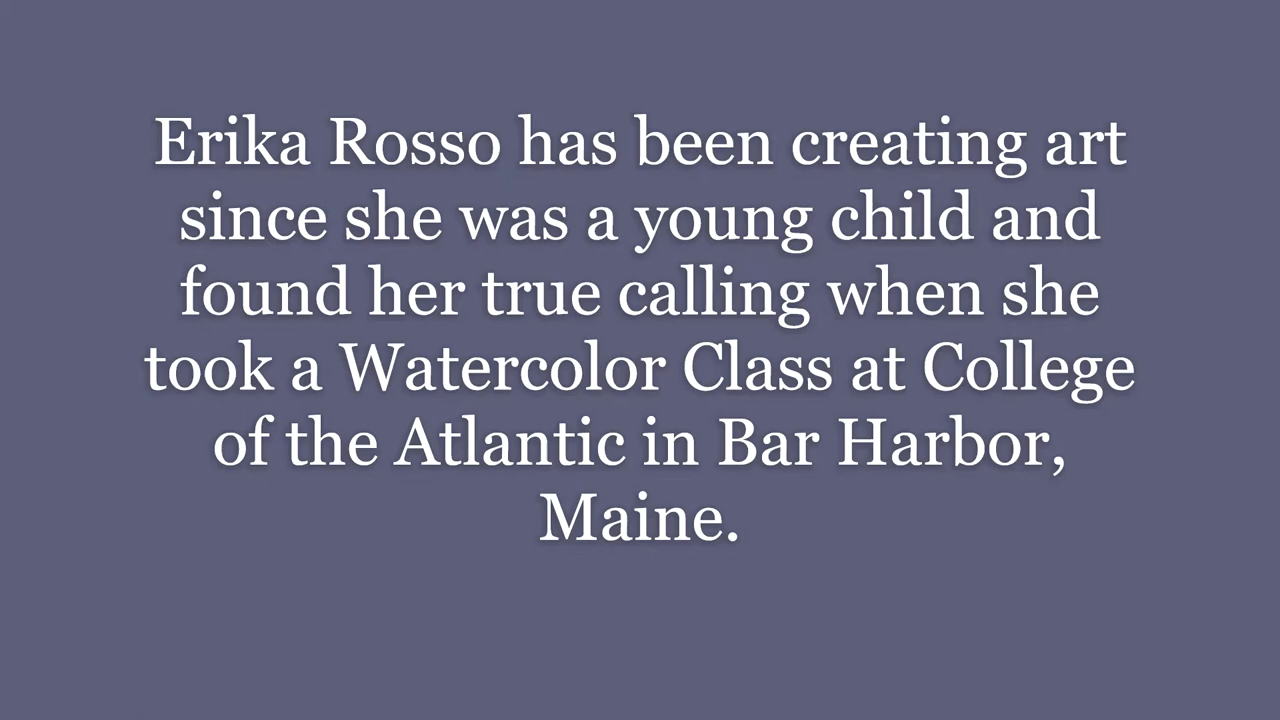 Erika Rosso has been creating art
since she was a young child and
found her true calling when she
took a Watercolor Class at College
of the Atlantic in Bar Harbor,
Maine.